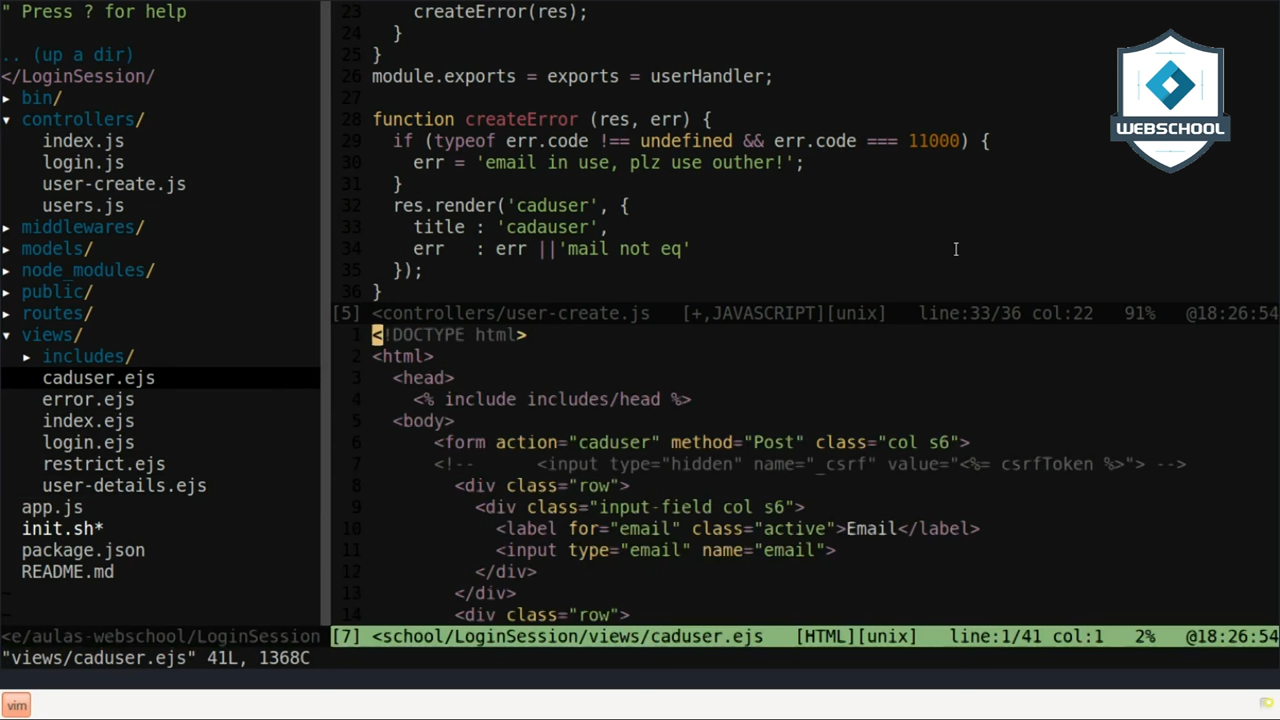 " Press ? for help
.. (up a dir)
</LoginSession/
▸ bin/
▾ controllers/
index.js
login.js
user-create.js
users.js
▸ middlewares/
▸ models/
▸ node_modules/
▸ public/
▸ routes/
▾ views/
▸ includes/
caduser.ejs
error.ejs
index.ejs
login.ejs
restrict.ejs
user-details.ejs
app.js
init.sh*
package.json
README.md
~
~
<e/aulas-webschool/LoginSession
23 createError(res);
24 }
25 }
26 module.exports = exports = userHandler;
27
28 function createError (res, err) {
29 if (typeof err.code !== undefined && err.code === 11000) {
30 err = 'email in use, plz use outher!';
31 }
32 res.render('caduser', {
33 title : 'cadauser',
34 err : err ||'mail not eq'
35 });
36 }
[5] <controllers/user-create.js [+,JAVASCRIPT][unix] line:33/36 col:22 91% @18:26:54
1 <!DOCTYPE html>
2 <html>
3 <head>
4 <% include includes/head %>
5 <body>
6 <form action="caduser" method="Post" class="col s6">
7 <!-- <input type="hidden" name="_csrf" value="<%= csrfToken %>"> -->
8 <div class="row">
9 <div class="input-field col s6">
10 <label for="email" class="active">Email</label>
11 <input type="email" name="email">
12 </div>
13 </div>
14 <div class="row">
[7] <school/LoginSession/views/caduser.ejs [HTML][unix] line:1/41 col:1 2% @18:26:54
"views/caduser.ejs" 41L, 1368C
WEBSCHOOL
vim